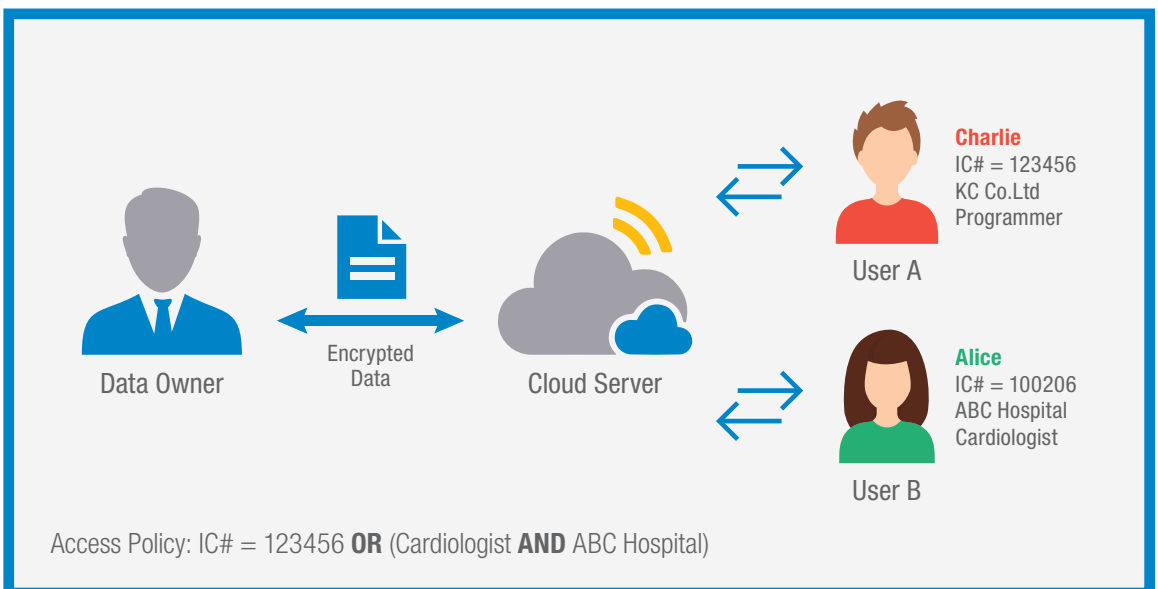 Charlie
IC# = 123456
KC Co.Ltd
Programmer
User A
Encrypted
Data
Data Owner
Cloud Server
Alice
IC# = 100206
ABC Hospital
Cardiologist
User B
Access Policy: IC# = 123456 OR (Cardiologist AND ABC Hospital)